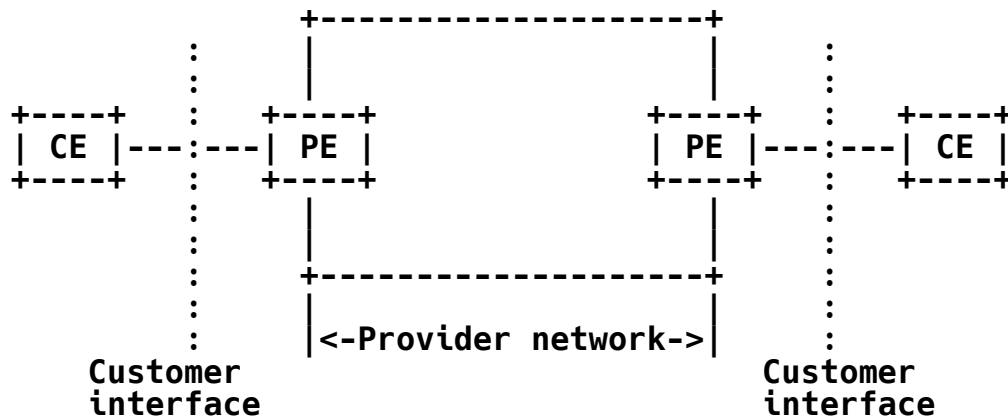 CE PE PE CE
<-Provider network->
Customer Customer
interface interface